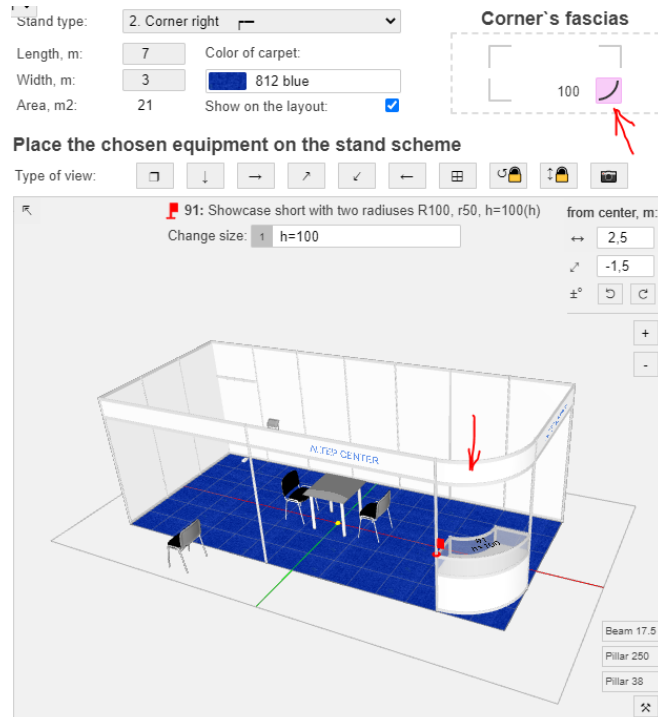 Stand type: 2. Corner right
Corner`s fascias
Length, m: 7 Color of carpet:
Width, m: 3 812 blue
Area, m2: 21 Show on the layout:
100
Place the chosen equipment on the stand scheme
Type of view:
91: Showcase short with two radiuses R100, r50, h=100(h)
from center, m:
Change size: 1 h=100
2,5
-1,5
±°
+
-
ALTER CENTER
Beam 17.5
Pillar 250
Pillar 38